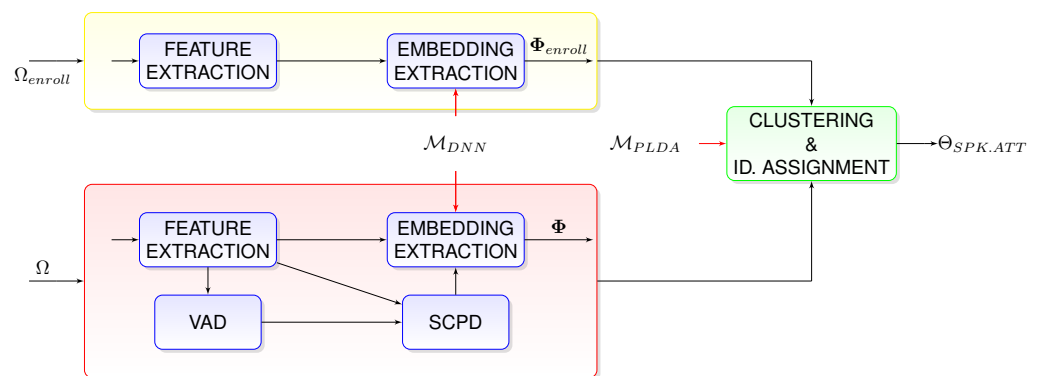 FEATURE
EXTRACTION
EMBEDDING
EXTRACTION
Φ_enroll
Ω_enroll
M_DNN
M_PLDA
CLUSTERING
&
ID. ASSIGNMENT
Θ_SPK.ATT
FEATURE
EXTRACTION
EMBEDDING
EXTRACTION
Φ
Ω
VAD
SCPD